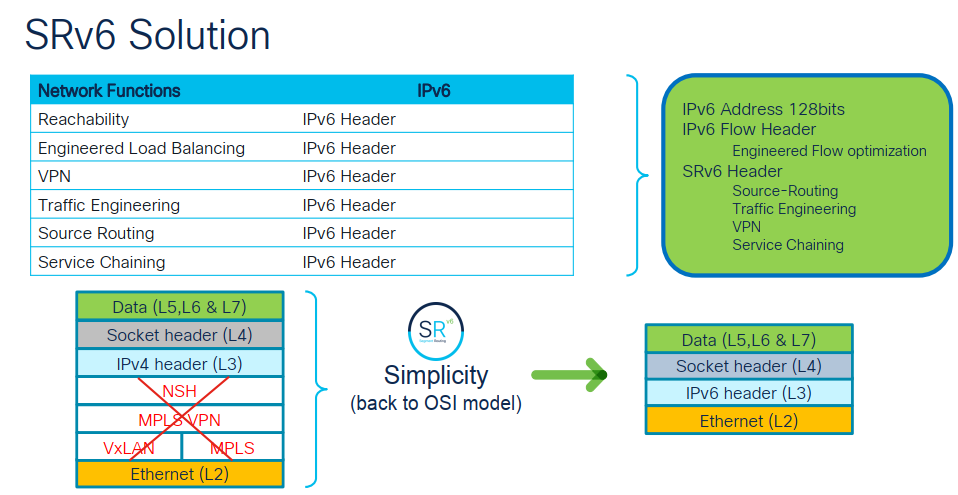 SRv6 Solution
Network Functions IPv6
Reachability IPv6 Header
Engineered Load Balancing IPv6 Header
VPN IPv6 Header
Traffic Engineering IPv6 Header
Source Routing IPv6 Header
Service Chaining IPv6 Header
IPv6 Address 128bits
IPv6 Flow Header
Engineered Flow optimization
SRv6 Header
Source-Routing
Traffic Engineering
VPN
Service Chaining
Data (L5,L6 & L7)
Socket header (L4)
IPv4 header (L3)
NSH
MPLS VPN
VxLAN MPLS
Ethernet (L2)
SRv6
Segment Routing
Simplicity
(back to OSI model)
Data (L5,L6 & L7)
Socket header (L4)
IPv6 header (L3)
Ethernet (L2)